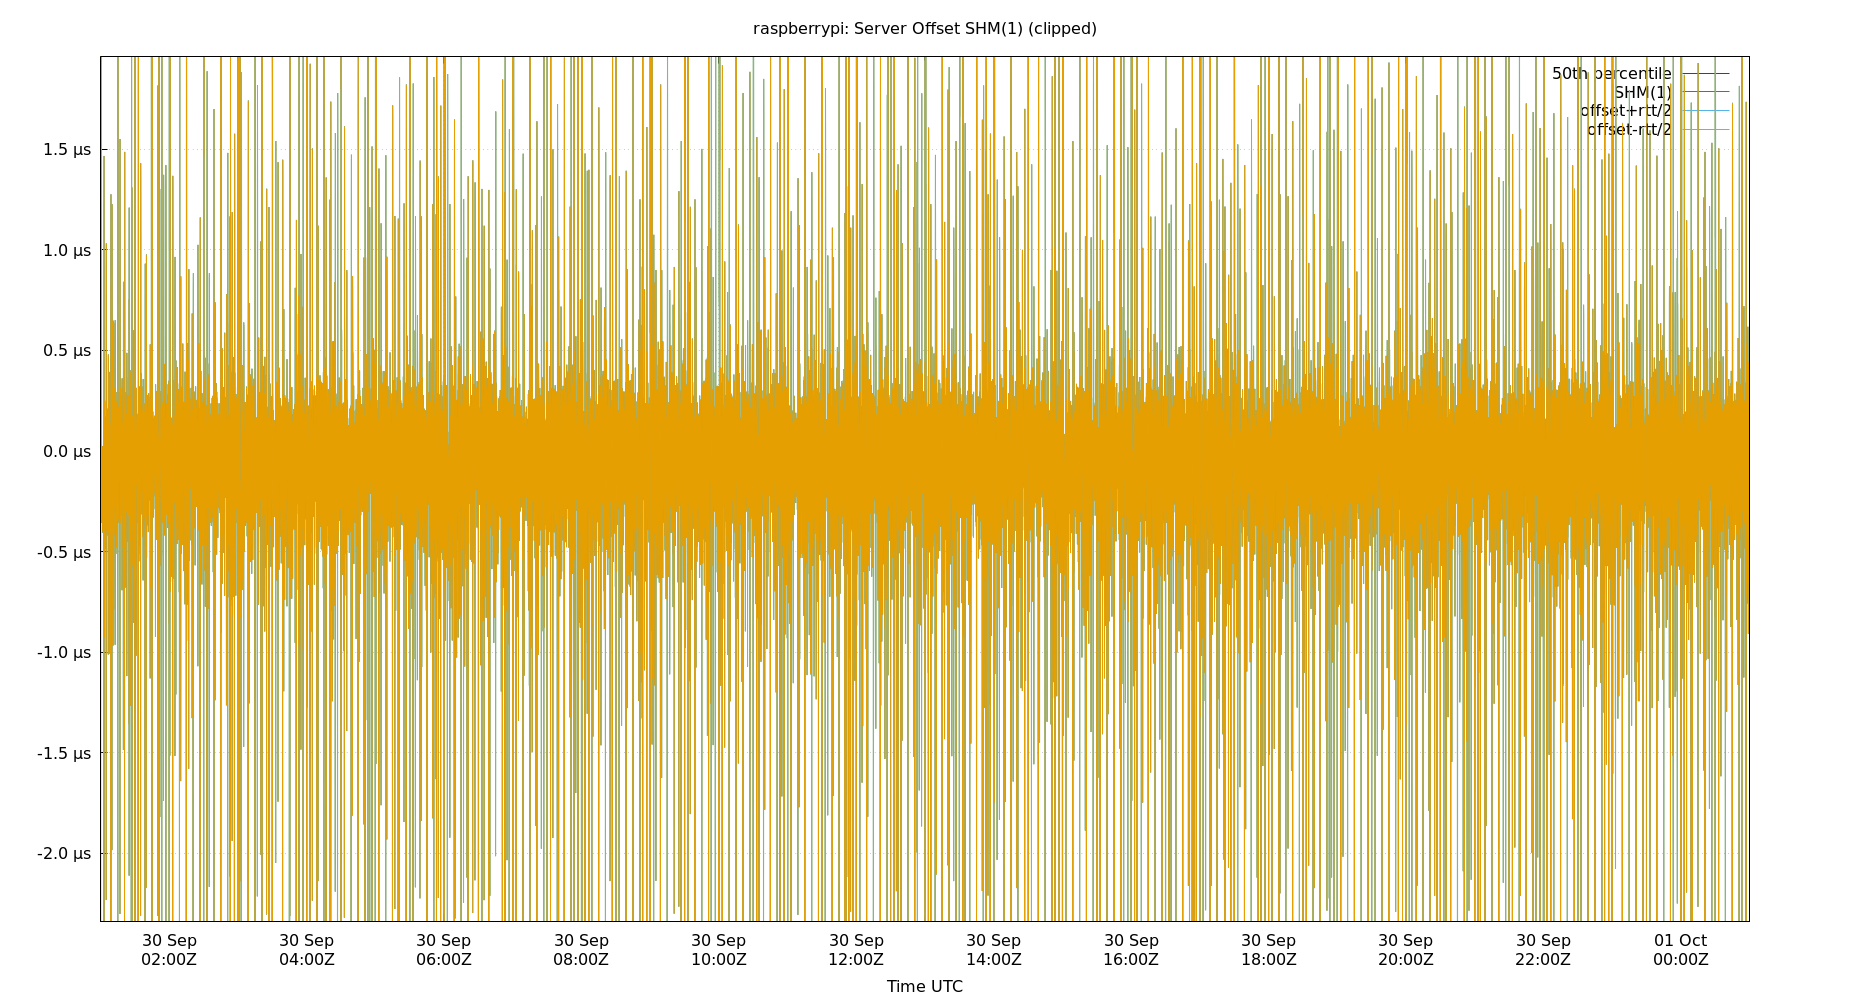 raspberrypi: Server Offset SHM(1) (clipped)
50th percentile
SHM(1)
offset+rtt/2
offset-rtt/2
1.5 µs
1.0 µs
0.5 µs
0.0 µs
-0.5 µs
-1.0 µs
-1.5 µs
-2.0 µs
30 Sep 30 Sep 30 Sep 30 Sep 30 Sep 30 Sep 30 Sep 30 Sep 30 Sep 30 Sep 30 Sep 01 Oct
02:00Z 04:00Z 06:00Z 08:00Z 10:00Z 12:00Z 14:00Z 16:00Z 18:00Z 20:00Z 22:00Z 00:00Z
Time UTC